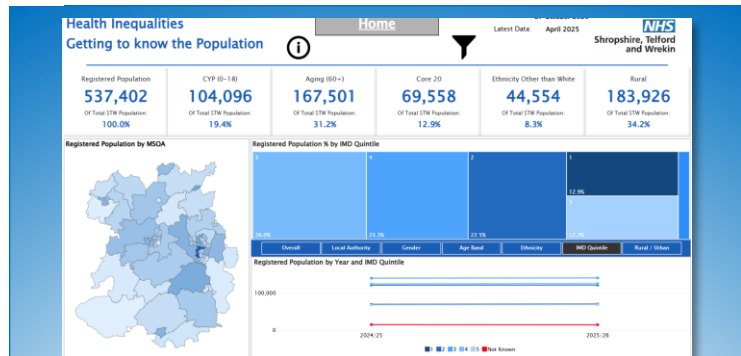 Health Inequalities
Getting to know the Population
Home
Latest Data: April 2025
NHS
Shropshire, Telford
and Wrekin
Registered Population
537,402
Of Total STW Population:
100.0%
CYP (0-18)
104,096
Of Total STW Population:
19.4%
Aging (60+)
167,501
Of Total STW Population:
31.2%
Core 20
69,558
Of Total STW Population:
12.9%
Ethnicity Other than White
44,554
Of Total STW Population:
8.3%
Rural
183,926
Of Total STW Population:
34.2%
Registered Population by MSOA
Registered Population % by IMD Quintile
3
4
2
1
12.9%
5
23.3%
22.5%
12.7%
Overall
Local Authority
Gender
Age Band
Ethnicity
IMD Quintile
Rural / Urban
Registered Population by Year and IMD Quintile
100,000
0
2024/25
2025/26
1 2 3 4 5 Not Known